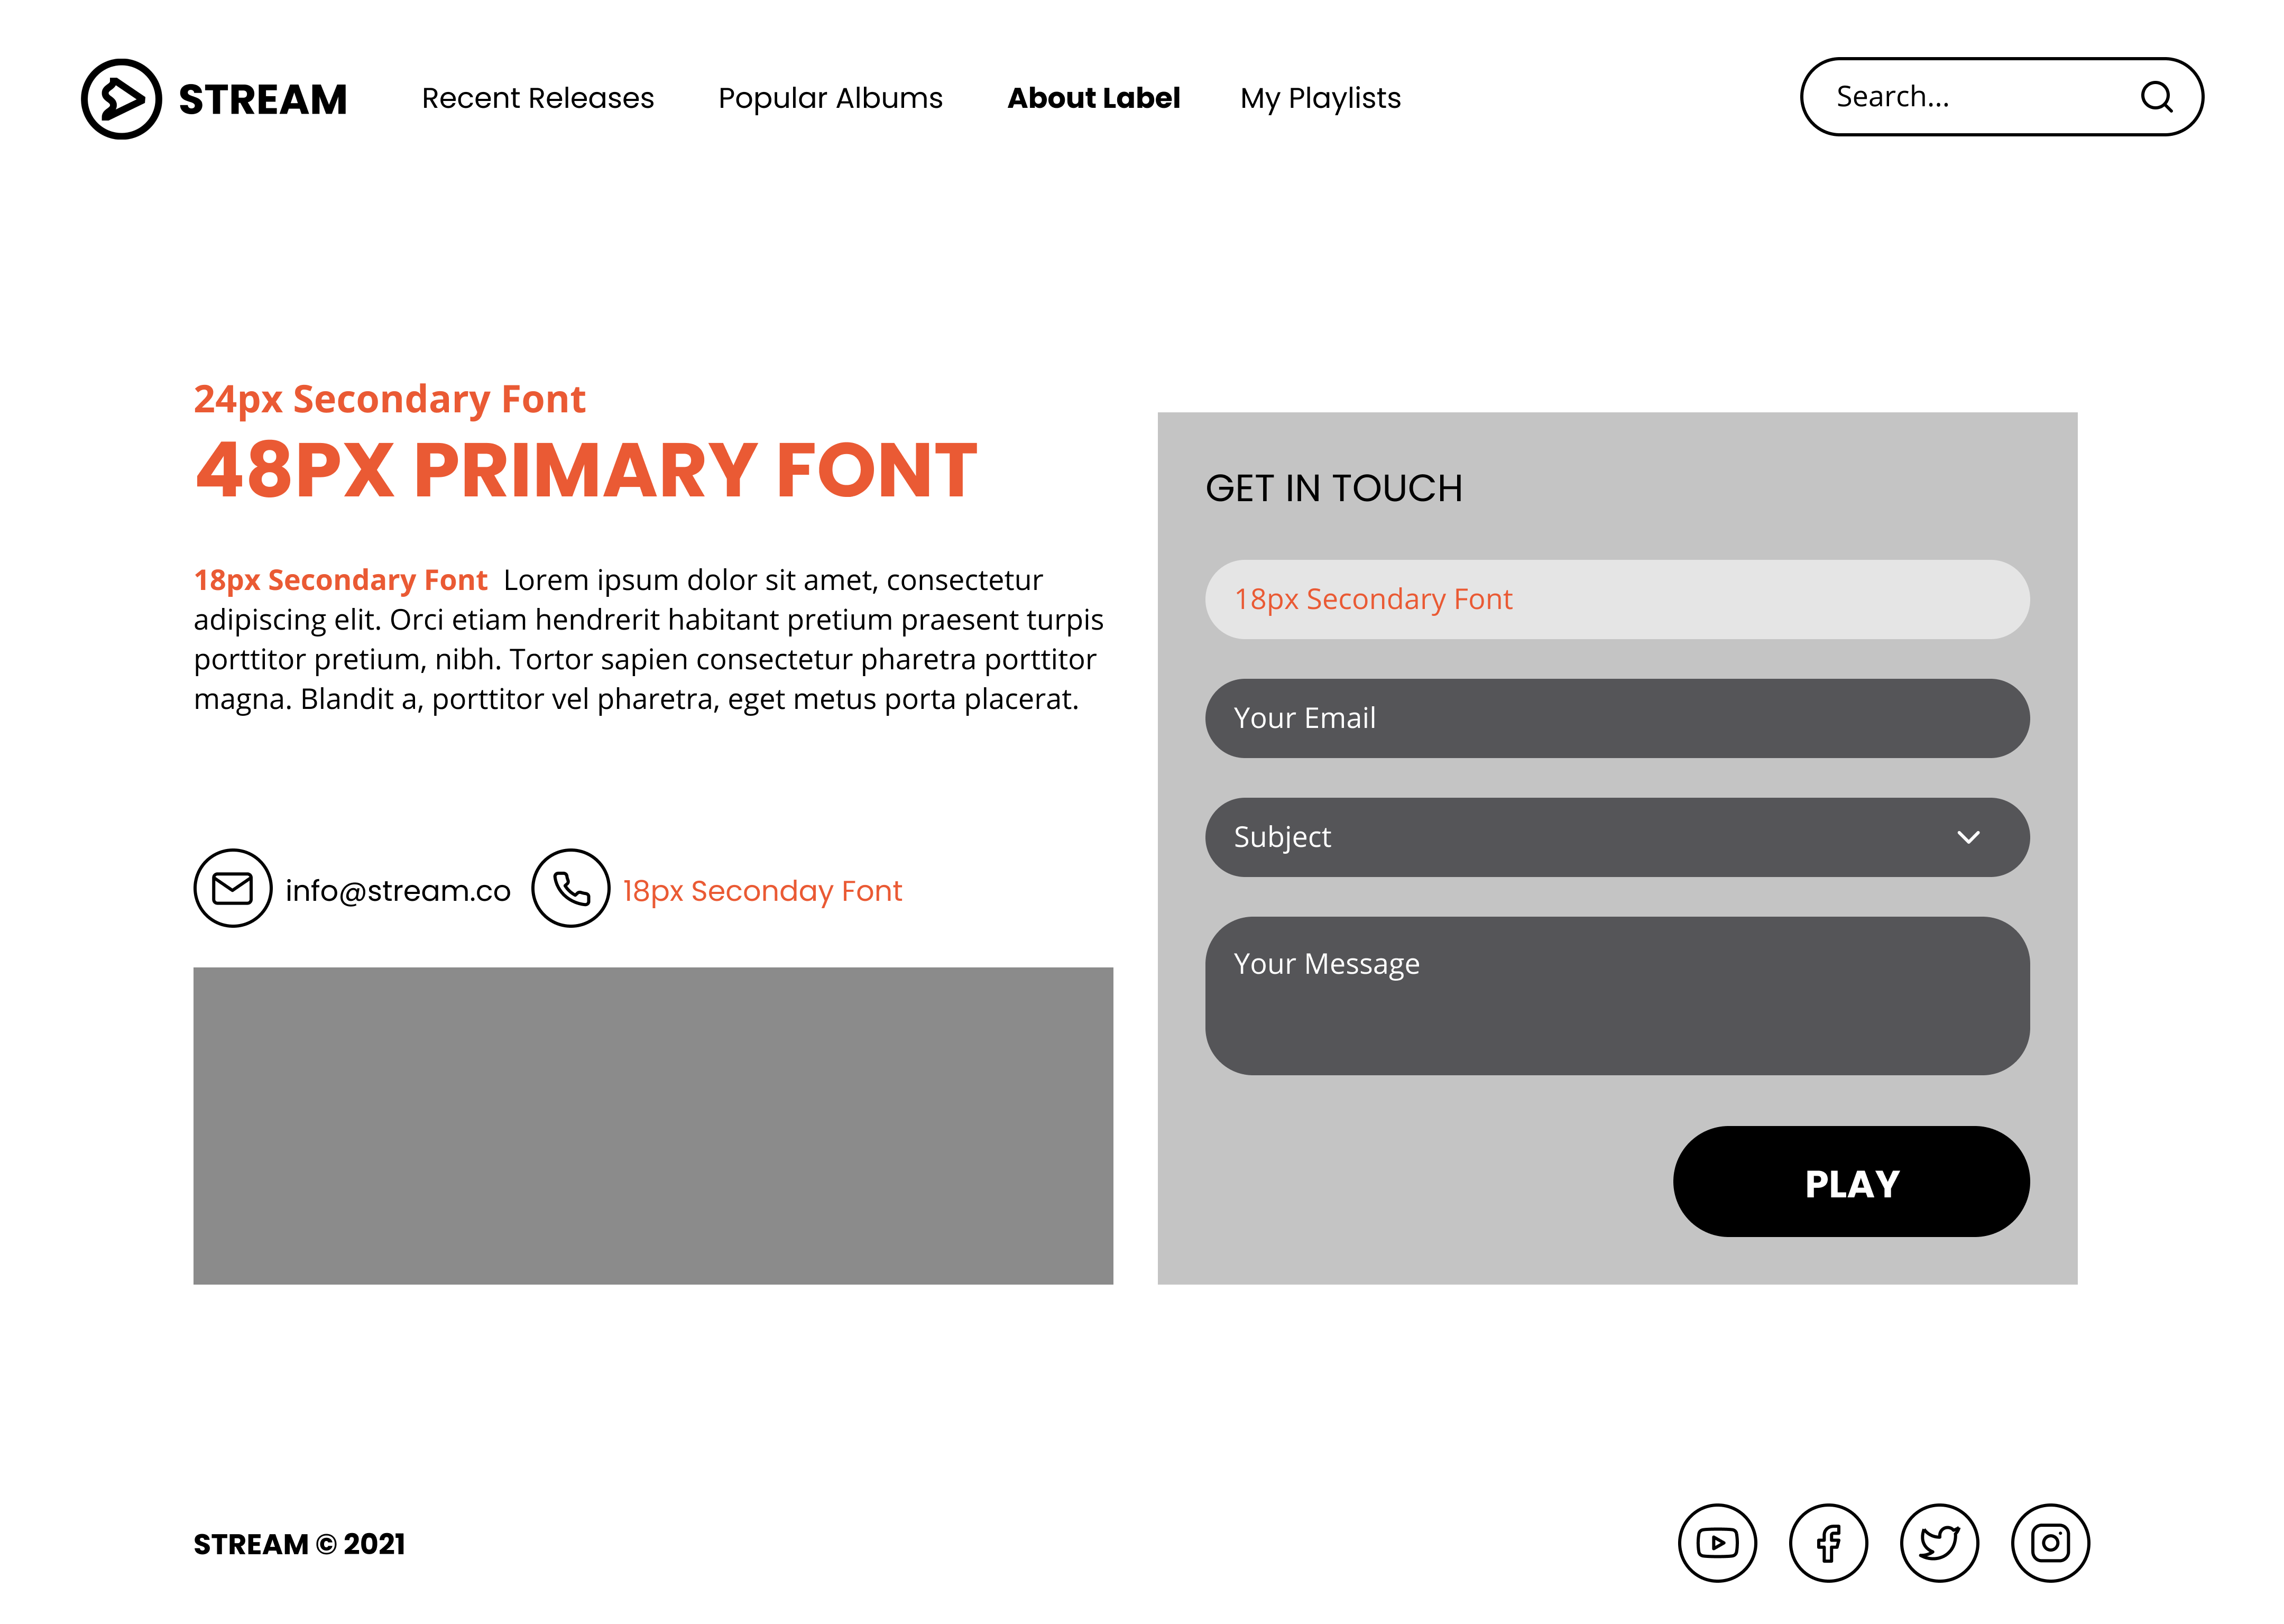 STREAM
Recent Releases
Popular Albums
About Label
My Playlists
Search...
24px Secondary Font
48PX PRIMARY FONT
18px Secondary Font Lorem ipsum dolor sit amet, consectetur
adipiscing elit. Orci etiam hendrerit habitant pretium praesent turpis
porttitor pretium, nibh. Tortor sapien consectetur pharetra porttitor
magna. Blandit a, porttitor vel pharetra, eget metus porta placerat.
info@stream.co
18px Seconday Font
GET IN TOUCH
18px Secondary Font
Your Email
Subject
Your Message
PLAY
STREAM © 2021